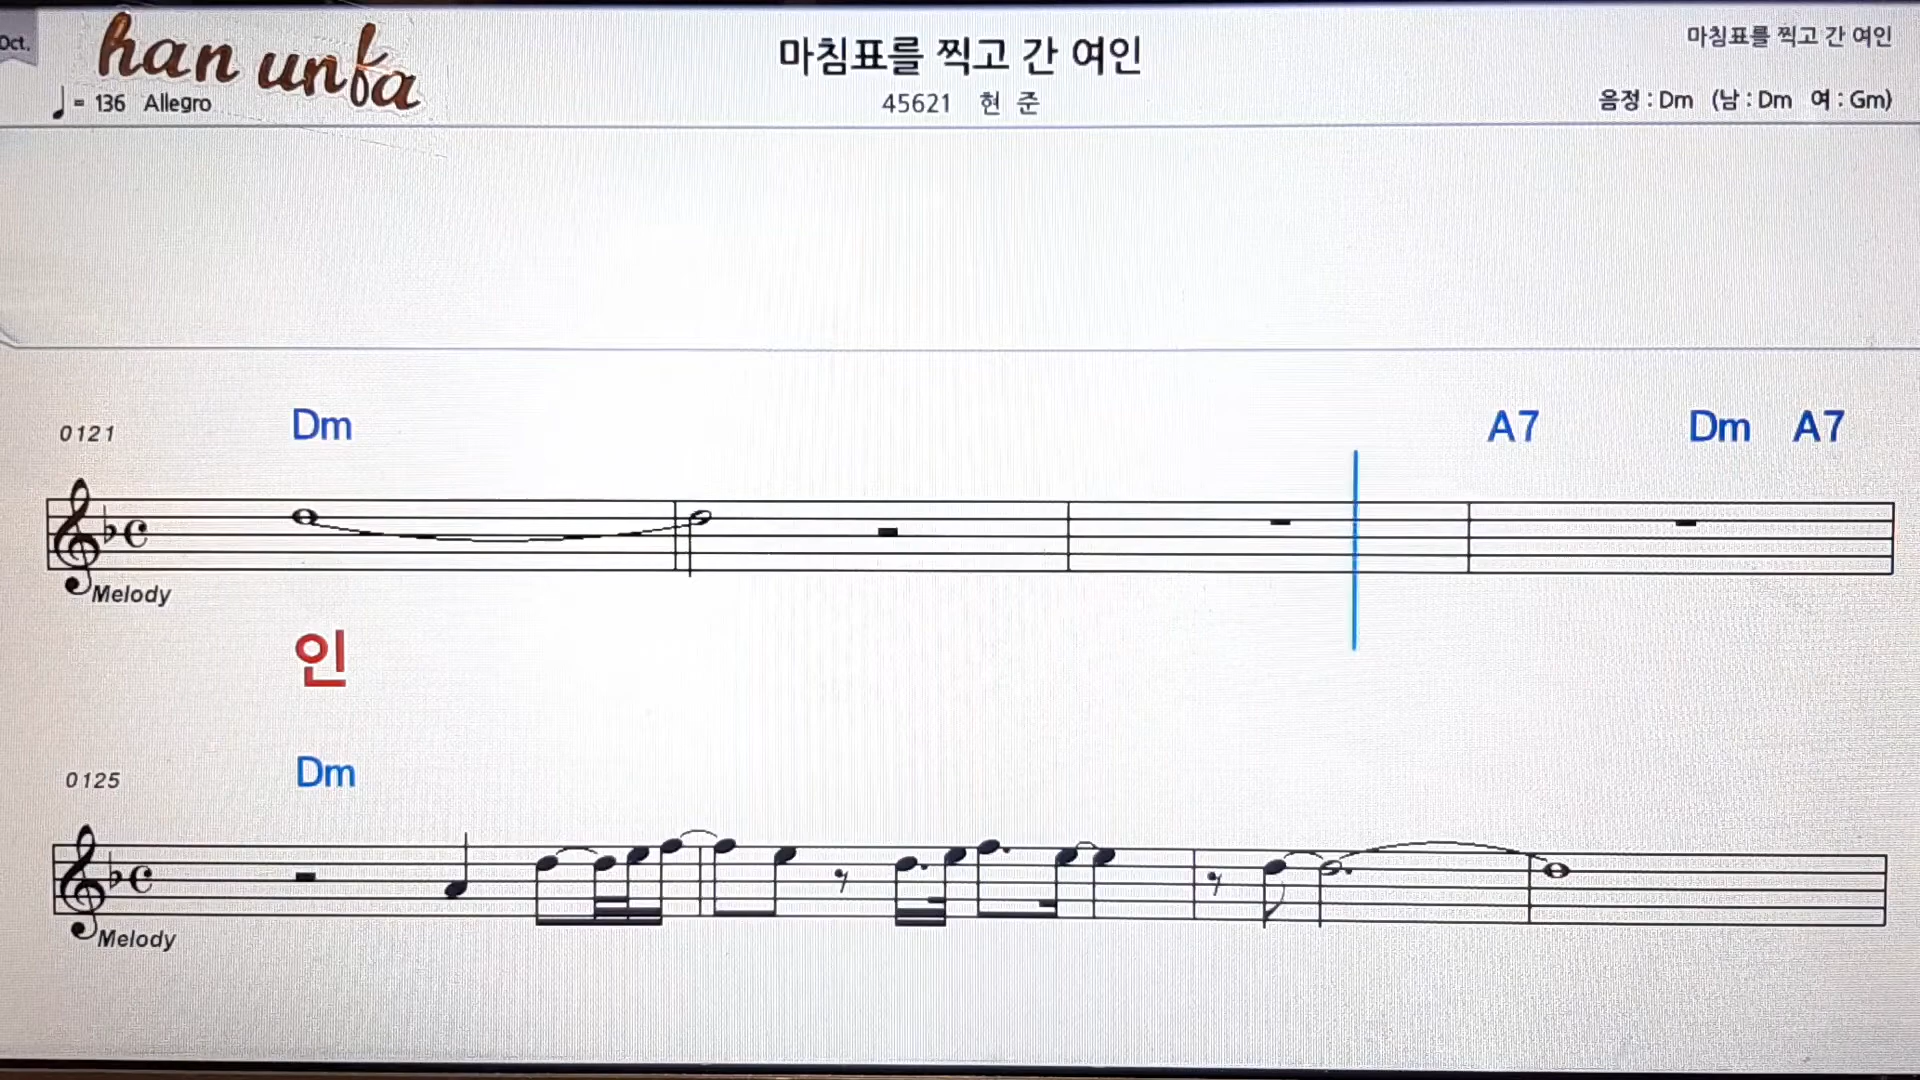 Oct.
han unfa
마침표를 찍고 간 여인
마침표를 찍고 간 여인
♩ = 136 Allegro
45621 현 준
음정 : Dm (남 : Dm 여 : Gm)
0121 Dm A7 Dm A7
Melody
인
0125 Dm
Melody